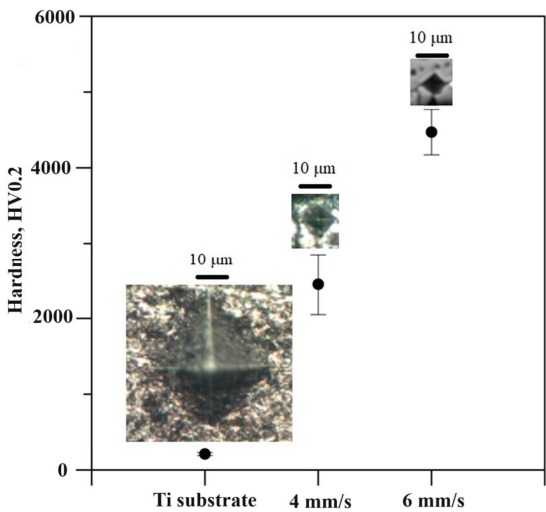 6000
10 μm
4000
10 μm
Hardness, HV0.2
10 μm
2000
0
Ti substrate 4 mm/s 6 mm/s